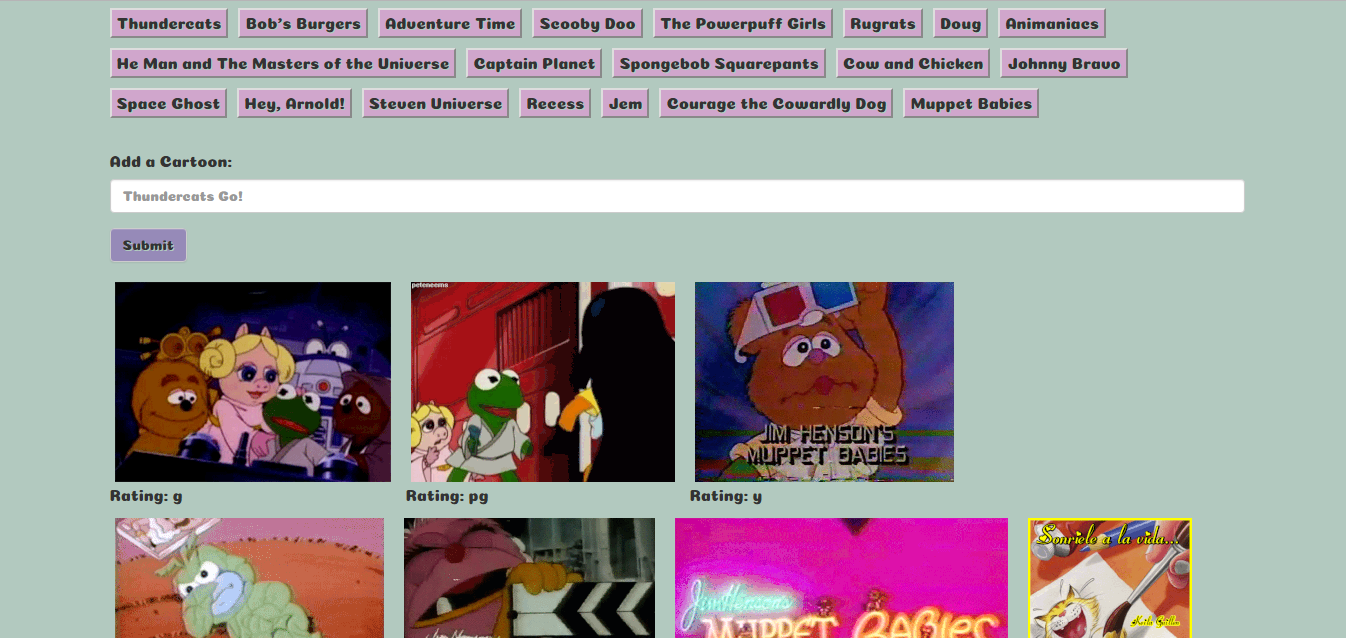 Thundercats Bob's Burgers Adventure Time Scooby Doo The Powerpuff Girls Rugrats Doug Animaniacs
He Man and The Masters of the Universe Captain Planet Spongebob Squarepants Cow and Chicken Johnny Bravo
Space Ghost Hey, Arnold! Steven Universe Recess Jem Courage the Cowardly Dog Muppet Babies
Add a Cartoon:
Thundercats Go!
Submit
peteneems
JIM HENSON'S
MUPPET BABIES
Rating: g Rating: pg Rating: y
Sonriele a la vida...
Jim Henson's
MUPPET BABIES